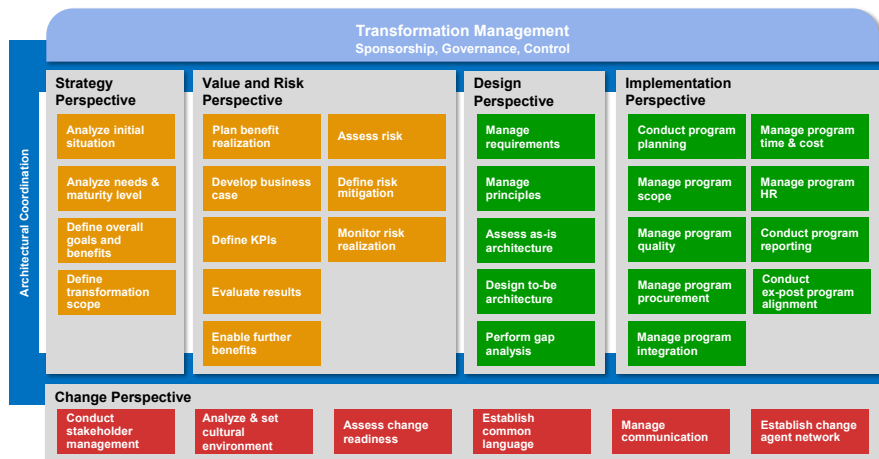 Transformation Management
Sponsorship, Governance, Control
Architectural Coordination
Strategy
Perspective
Analyze initial
situation
Analyze needs &
maturity level
Define overall
goals and
benefits
Define
transformation
scope
Value and Risk
Perspective
Plan benefit
realization
Develop business
case
Define KPIs
Evaluate results
Enable further
benefits
Assess risk
Define risk
mitigation
Monitor risk
realization
Design
Perspective
Manage
requirements
Manage
principles
Assess as-is
architecture
Design to-be
architecture
Perform gap
analysis
Implementation
Perspective
Conduct program
planning
Manage program
scope
Manage program
quality
Manage program
procurement
Manage program
integration
Manage program
time & cost
Manage program
HR
Conduct program
reporting
Conduct
ex-post program
alignment
Change Perspective
Conduct
stakeholder
management
Analyze & set
cultural
environment
Assess change
readiness
Establish
common
language
Manage
communication
Establish change
agent network